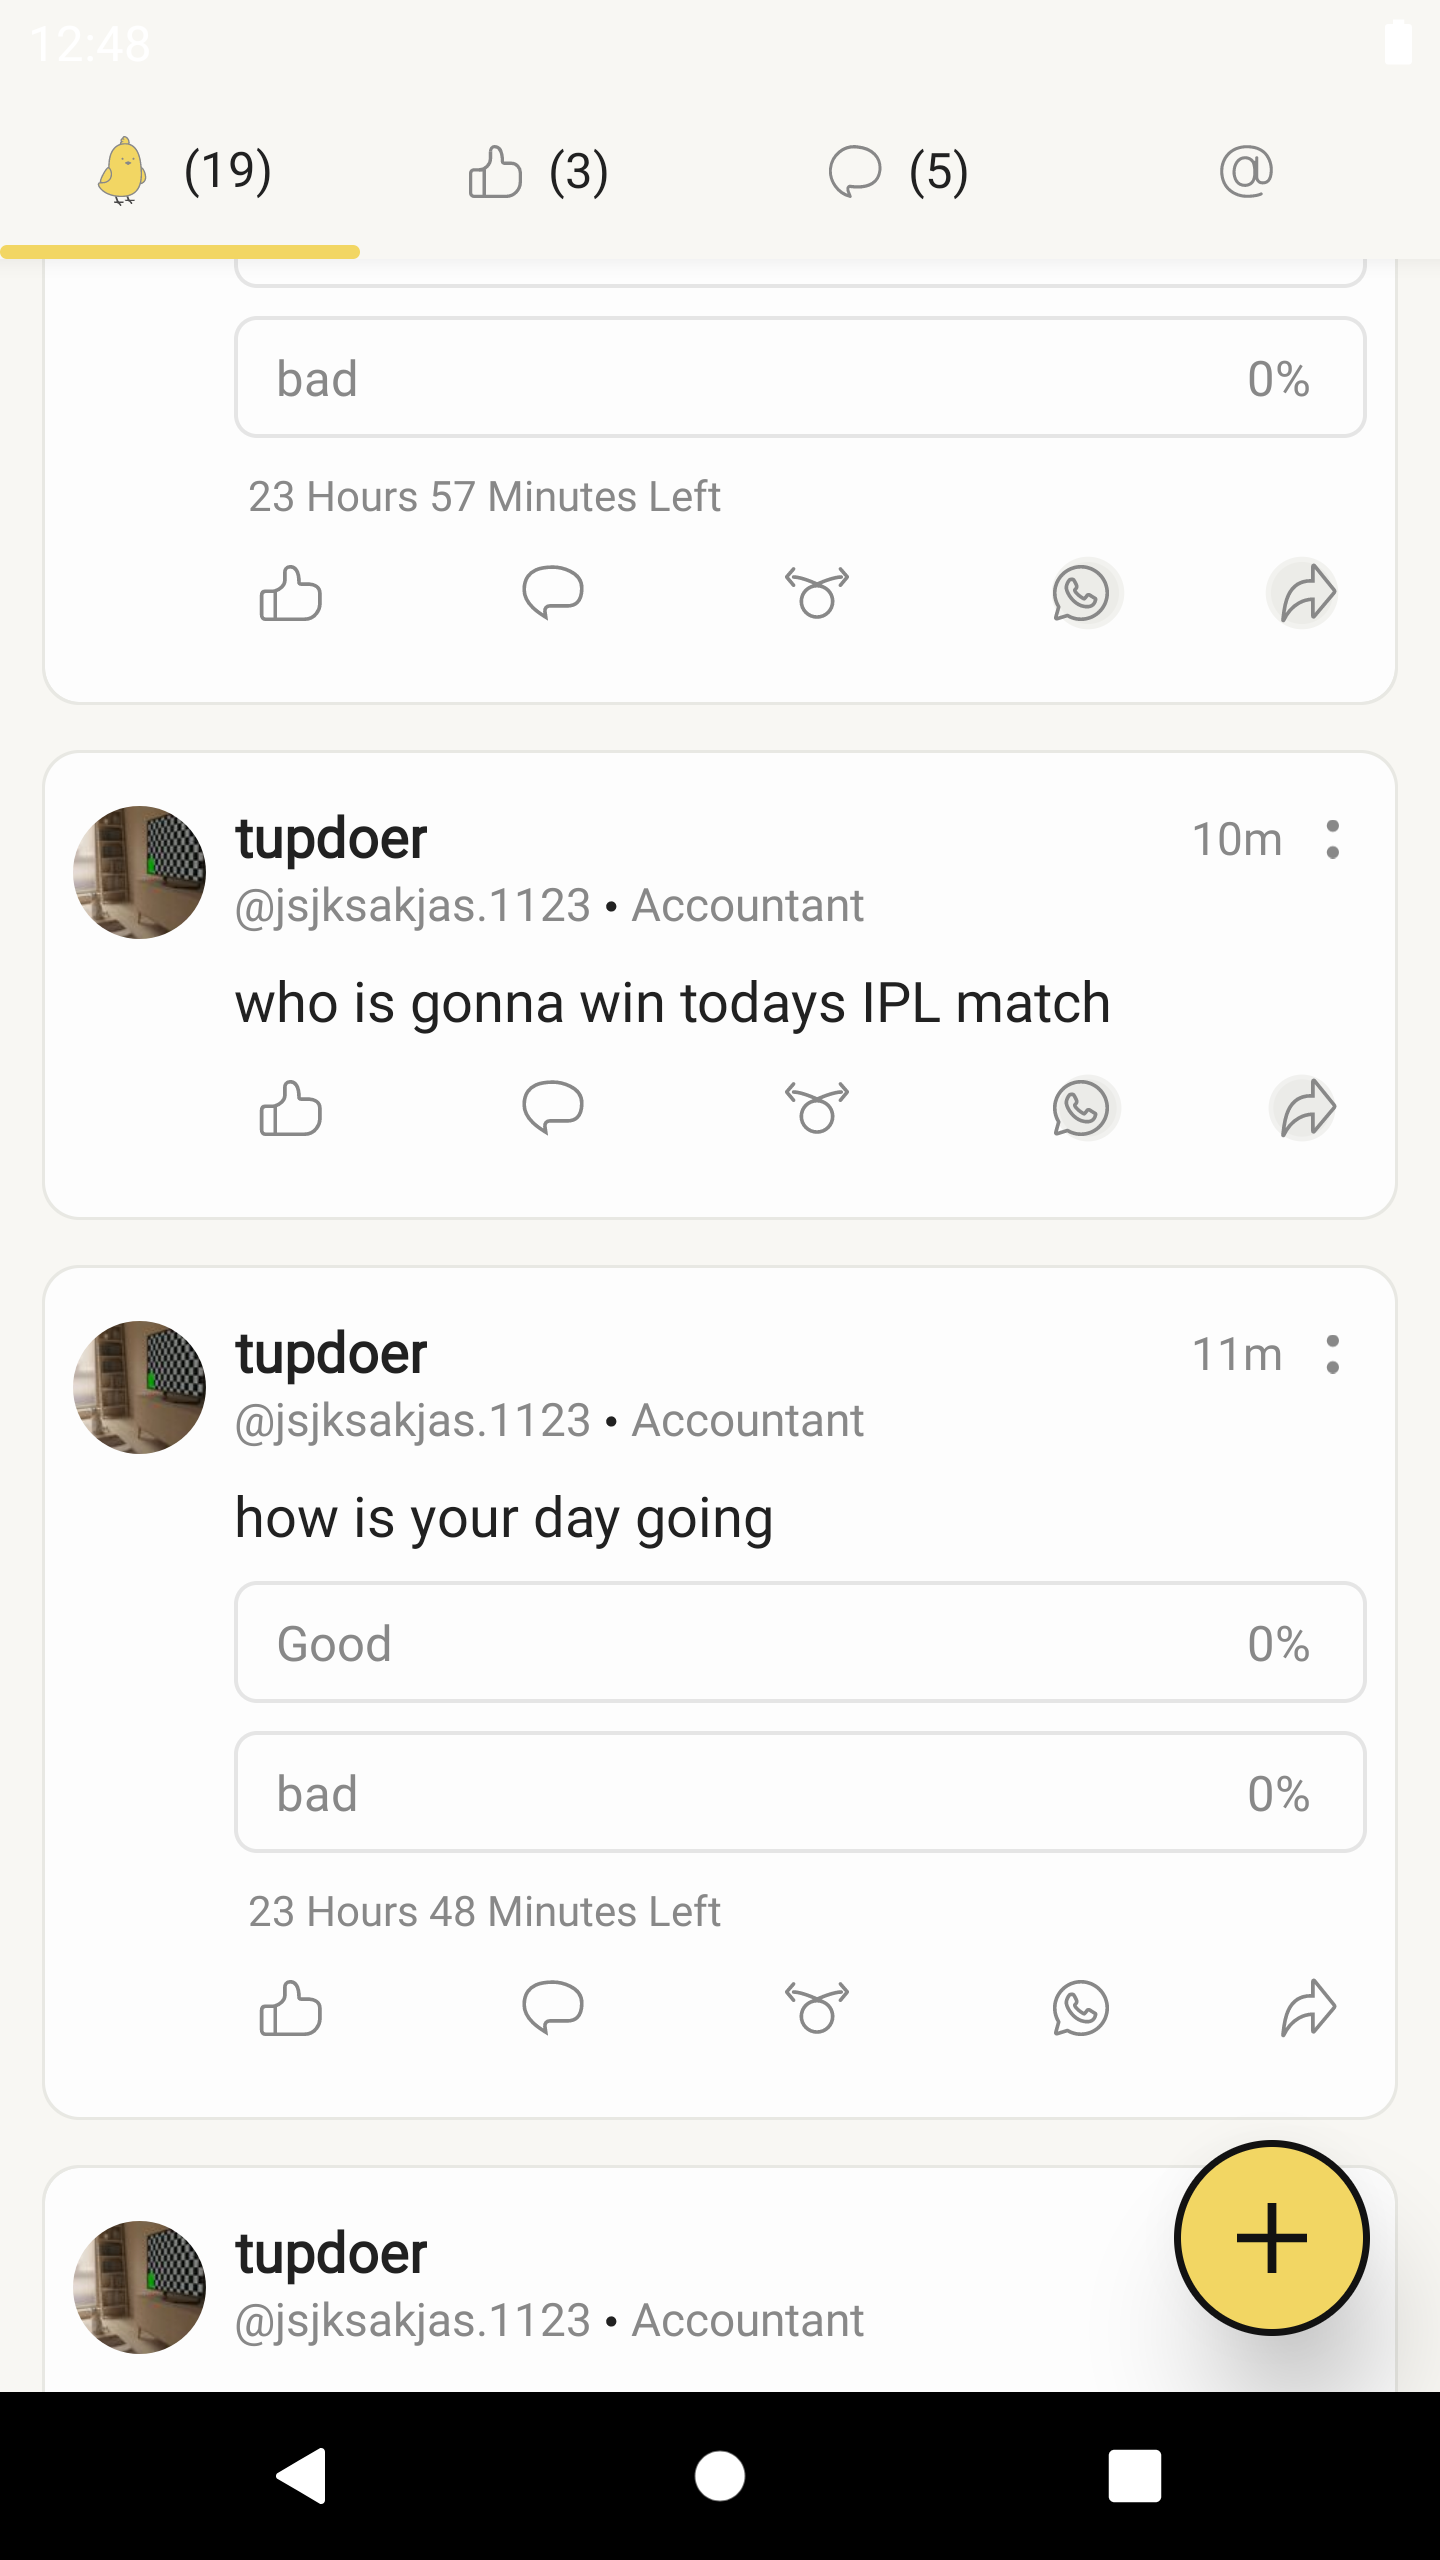 12:48
(19) (3) (5) @
bad 0%
23 Hours 57 Minutes Left
tupdoer 10m
@jsjksakjas.1123 • Accountant
who is gonna win todays IPL match
tupdoer 11m
@jsjksakjas.1123 • Accountant
how is your day going
Good 0%
bad 0%
23 Hours 48 Minutes Left
tupdoer
@jsjksakjas.1123 • Accountant